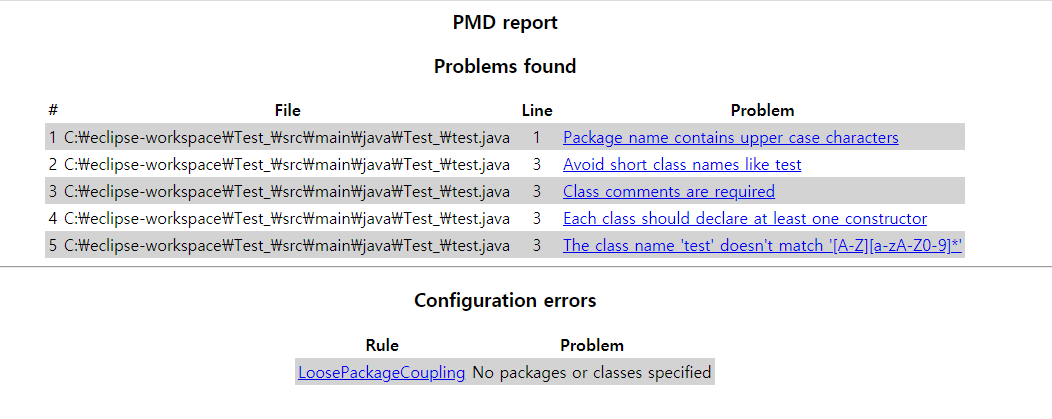 PMD report
Problems found
# File Line Problem
1 C:₩eclipse-workspace₩Test_₩src₩main₩java₩Test_₩test.java 1 Package name contains upper case characters
2 C:₩eclipse-workspace₩Test_₩src₩main₩java₩Test_₩test.java 3 Avoid short class names like test
3 C:₩eclipse-workspace₩Test_₩src₩main₩java₩Test_₩test.java 3 Class comments are required
4 C:₩eclipse-workspace₩Test_₩src₩main₩java₩Test_₩test.java 3 Each class should declare at least one constructor
5 C:₩eclipse-workspace₩Test_₩src₩main₩java₩Test_₩test.java 3 The class name 'test' doesn't match '[A-Z][a-zA-Z0-9]*'
Configuration errors
Rule Problem
LoosePackageCoupling No packages or classes specified